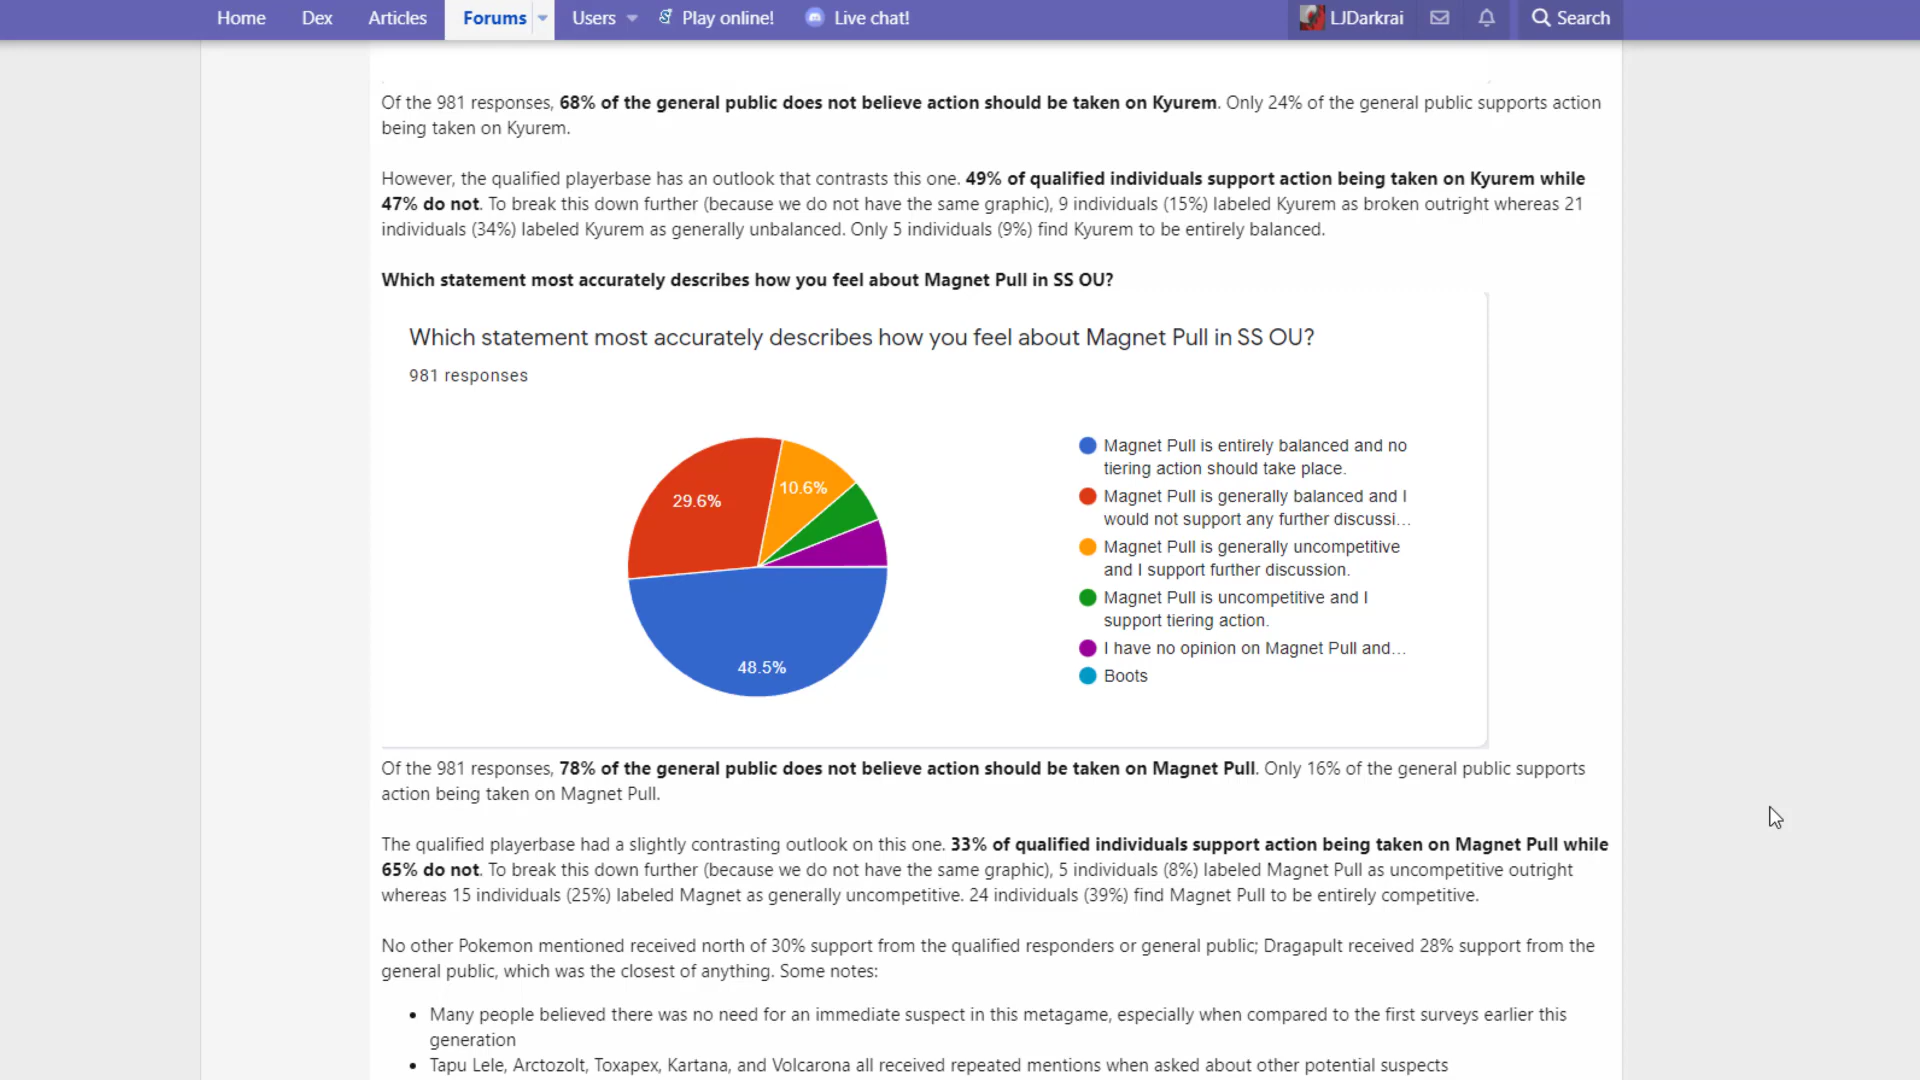 Home Dex Articles Forums Users Play online! Live chat! LJDarkrai Search
Of the 981 responses, 68% of the general public does not believe action should be taken on Kyurem. Only 24% of the general public supports action
being taken on Kyurem.
However, the qualified playerbase has an outlook that contrasts this one. 49% of qualified individuals support action being taken on Kyurem while
47% do not. To break this down further (because we do not have the same graphic), 9 individuals (15%) labeled Kyurem as broken outright whereas 21
individuals (34%) labeled Kyurem as generally unbalanced. Only 5 individuals (9%) find Kyurem to be entirely balanced.
Which statement most accurately describes how you feel about Magnet Pull in SS OU?
Which statement most accurately describes how you feel about Magnet Pull in SS OU?
981 responses
29.6%
10.6%
48.5%
Magnet Pull is entirely balanced and no
tiering action should take place.
Magnet Pull is generally balanced and I
would not support any further discussi...
Magnet Pull is generally uncompetitive
and I support further discussion.
Magnet Pull is uncompetitive and I
support tiering action.
I have no opinion on Magnet Pull and...
Boots
Of the 981 responses, 78% of the general public does not believe action should be taken on Magnet Pull. Only 16% of the general public supports
action being taken on Magnet Pull.
The qualified playerbase had a slightly contrasting outlook on this one. 33% of qualified individuals support action being taken on Magnet Pull while
65% do not. To break this down further (because we do not have the same graphic), 5 individuals (8%) labeled Magnet Pull as uncompetitive outright
whereas 15 individuals (25%) labeled Magnet as generally uncompetitive. 24 individuals (39%) find Magnet Pull to be entirely competitive.
No other Pokemon mentioned received north of 30% support from the qualified responders or general public; Dragapult received 28% support from the
general public, which was the closest of anything. Some notes:
• Many people believed there was no need for an immediate suspect in this metagame, especially when compared to the first surveys earlier this
generation
• Tapu Lele, Arctozolt, Toxapex, Kartana, and Volcarona all received repeated mentions when asked about other potential suspects